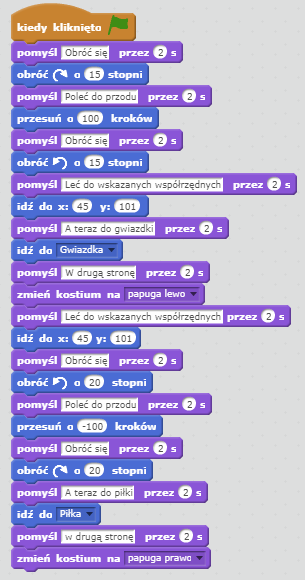 kiedy kliknięto
pomyśl Obróć się przez 2 s
obróć 15 stopni
pomyśl Poleć do przodu przez 2 s
przesuń o 100 kroków
pomyśl Obróć się przez 2 s
obróć 15 stopni
pomyśl Leć do wskazanych współrzędnych przez 2 s
idź do x: 45 y: 101
pomyśl A teraz do gwiazdki przez 2 s
idź do Gwiazdka
pomyśl W drugą stronę przez 2 s
zmień kostium na papuga lewo
pomyśl Leć do wskazanych współrzędnych przez 2 s
idź do x: 45 y: 101
pomyśl Obróć się przez 2 s
obróć 20 stopni
pomyśl Poleć do przodu przez 2 s
przesuń o -100 kroków
pomyśl Obróć się przez 2 s
obróć o 20 stopni
pomyśl A teraz do piłki przez 2 s
idź do Piłka
pomyśl w drugą stronę przez 2 s
zmień kostium na papuga prawo